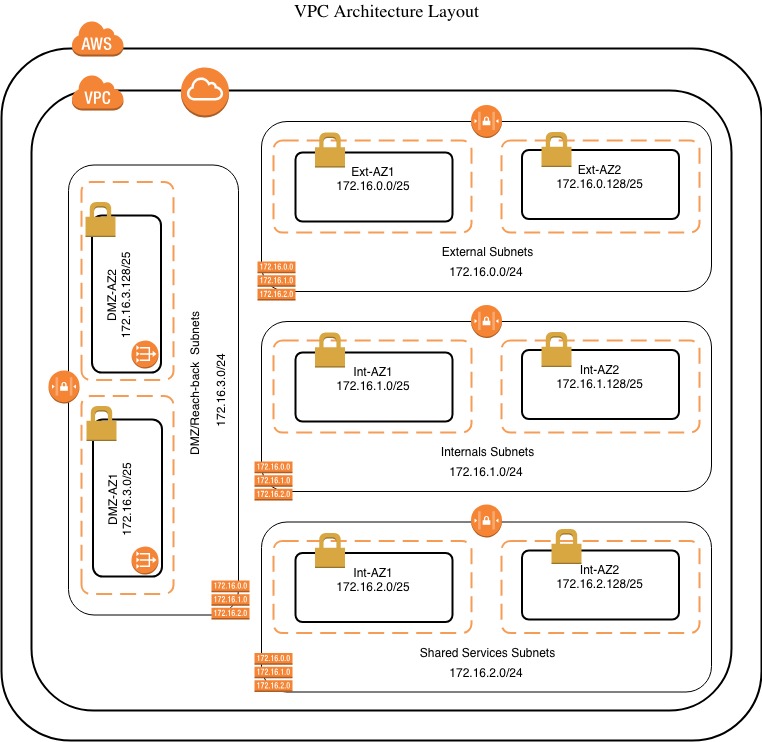 VPC Architecture Layout
AWS
VPC
Ext-AZ1
172.16.0.0/25
Ext-AZ2
172.16.0.128/25
External Subnets
172.16.0.0/24
172.16.0.0
172.16.1.0
172.16.2.0
DMZ-AZ2
172.16.3.128/25
DMZ-AZ1
172.16.3.0/25
DMZ/Reach-back Subnets
172.16.3.0/24
172.16.0.0
172.16.1.0
172.16.2.0
Int-AZ1
172.16.1.0/25
Int-AZ2
172.16.1.128/25
Internals Subnets
172.16.1.0/24
172.16.0.0
172.16.1.0
172.16.2.0
Int-AZ1
172.16.2.0/25
Int-AZ2
172.16.2.128/25
Shared Services Subnets
172.16.2.0/24
172.16.0.0
172.16.1.0
172.16.2.0